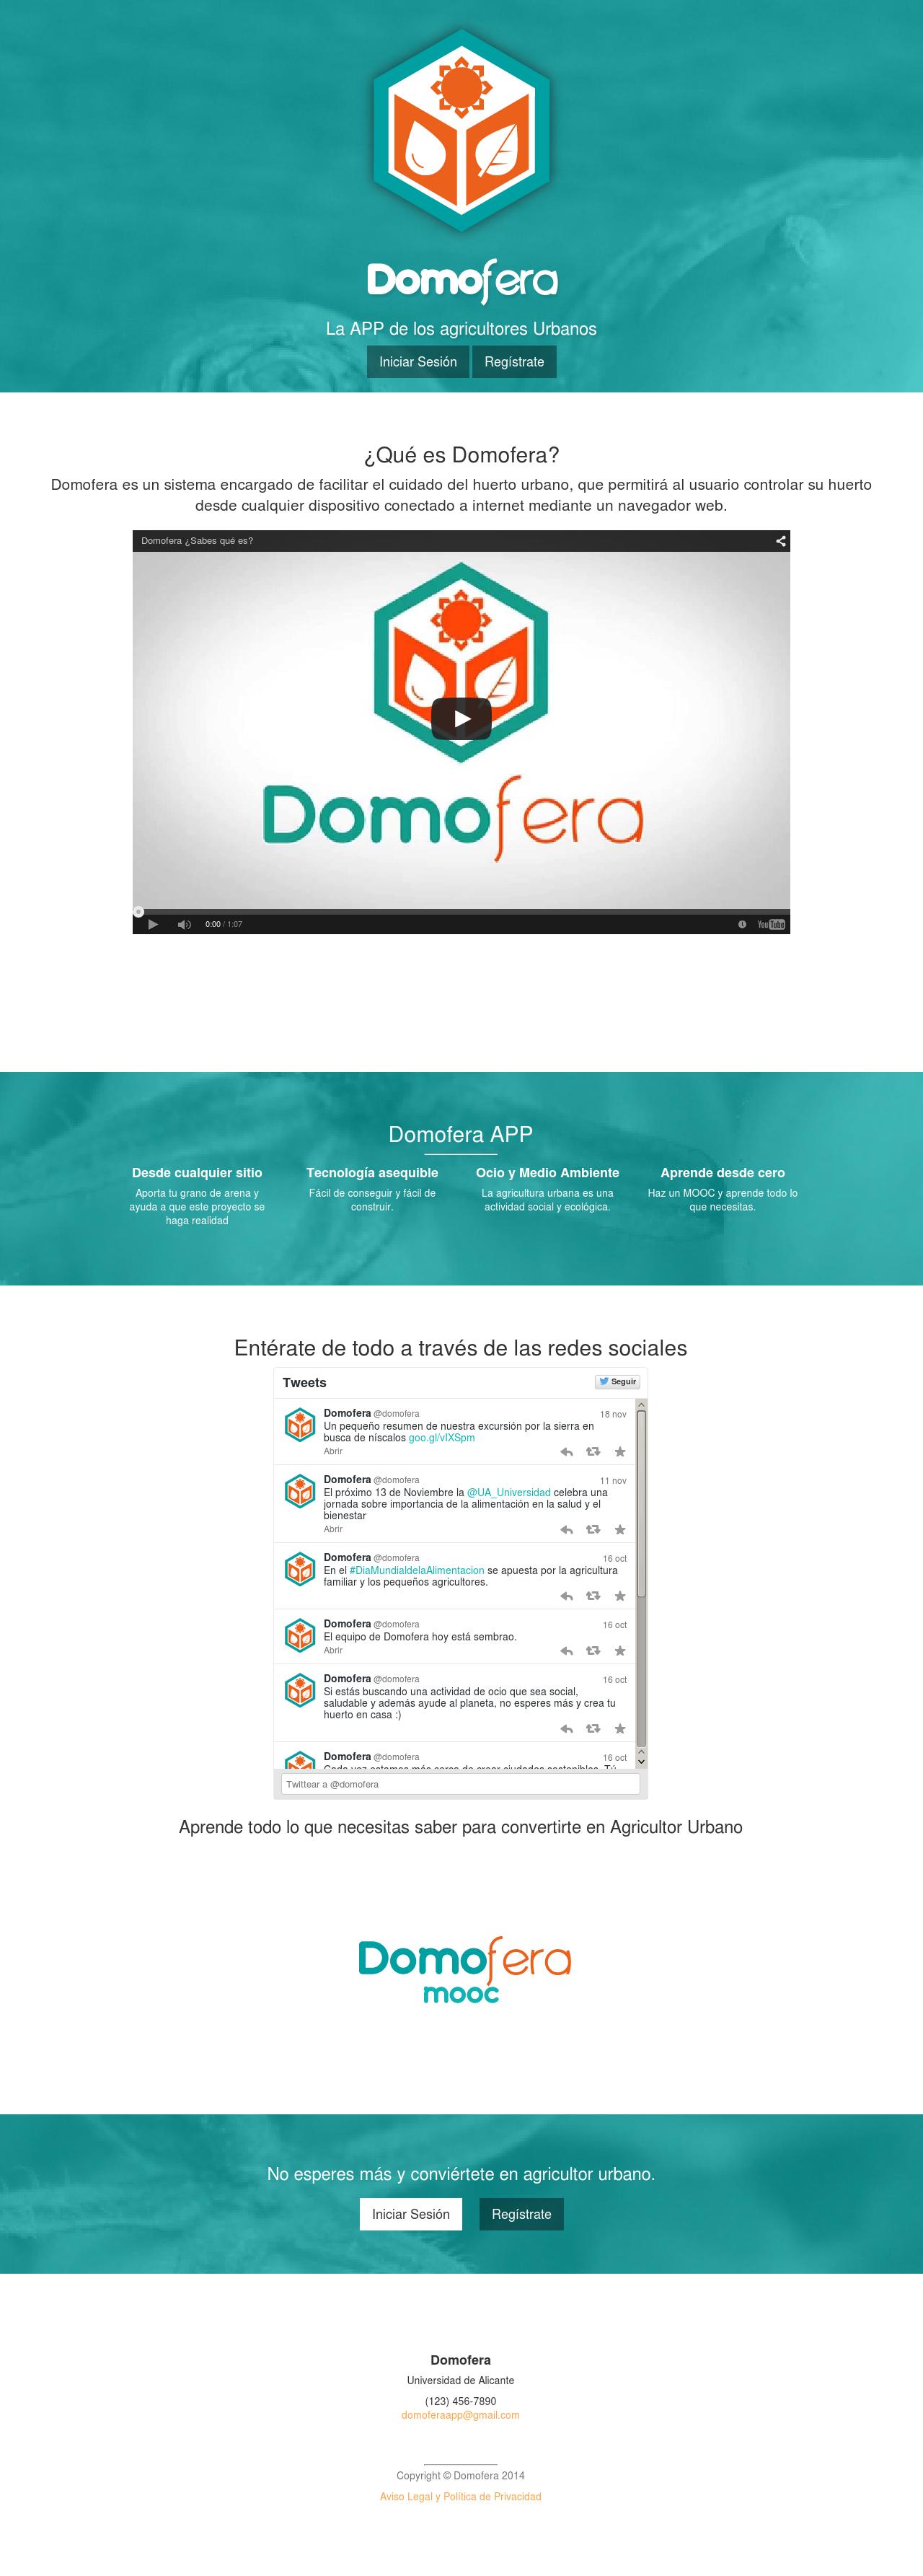 Domofera
La APP de los agricultores Urbanos
Iniciar Sesión Regístrate
¿Qué es Domofera?
Domofera es un sistema encargado de facilitar el cuidado del huerto urbano, que permitirá al usuario controlar su huerto
desde cualquier dispositivo conectado a internet mediante un navegador web.
Domofera ¿Sabes qué es?
Domofera
0:00 / 1:07
YouTube
Domofera APP
Desde cualquier sitio
Aporta tu grano de arena y
ayuda a que este proyecto se
haga realidad
Tecnología asequible
Fácil de conseguir y fácil de
construir.
Ocio y Medio Ambiente
La agricultura urbana es una
actividad social y ecológica.
Aprende desde cero
Haz un MOOC y aprende todo lo
que necesitas.
Entérate de todo a través de las redes sociales
Tweets
Seguir
Domofera @domofera 18 nov
Un pequeño resumen de nuestra excursión por la sierra en
busca de níscalos goo.gl/vIXSpm
Abrir
Domofera @domofera 11 nov
El próximo 13 de Noviembre la @UA_Universidad celebra una
jornada sobre importancia de la alimentación en la salud y el
bienestar
Abrir
Domofera @domofera 16 oct
En el #DiaMundialdelaAlimentacion se apuesta por la agricultura
familiar y los pequeños agricultores.
Domofera @domofera 16 oct
El equipo de Domofera hoy está sembrao.
Abrir
Domofera @domofera 16 oct
Si estás buscando una actividad de ocio que sea social,
saludable y además ayude al planeta, no esperes más y crea tu
huerto en casa :)
Domofera @domofera 16 oct
Cada vez estamos más cerca de crear ciudades sostenibles. Tú
Twittear a @domofera
Aprende todo lo que necesitas saber para convertirte en Agricultor Urbano
Domofera
mooc
No esperes más y conviértete en agricultor urbano.
Iniciar Sesión Regístrate
Domofera
Universidad de Alicante
(123) 456-7890
domoferaapp@gmail.com
Copyright © Domofera 2014
Aviso Legal y Política de Privacidad